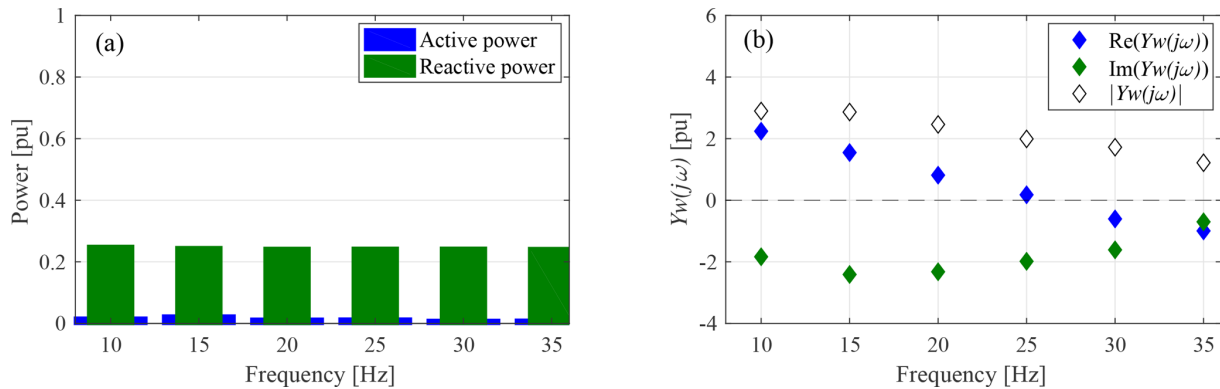 (a)
Active power
Reactive power
Power [pu]
1
0.8
0.6
0.4
0.2
0
10 15 20 25 30 35
Frequency [Hz]
(b)
Re(Yw(jω))
Im(Yw(jω))
|Yw(jω)|
Yw(jω) [pu]
6
4
2
0
-2
-4
10 15 20 25 30 35
Frequency [Hz]